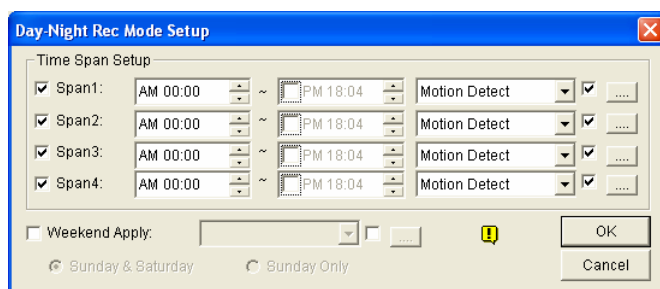 Day-Night Rec Mode Setup
Time Span Setup
Span1: AM 00:00 ~ PM 18:04 Motion Detect ....
Span2: AM 00:00 ~ PM 18:04 Motion Detect ....
Span3: AM 00:00 ~ PM 18:04 Motion Detect ....
Span4: AM 00:00 ~ PM 18:04 Motion Detect ....
Weekend Apply: .... ! OK
Sunday & Saturday Sunday Only Cancel